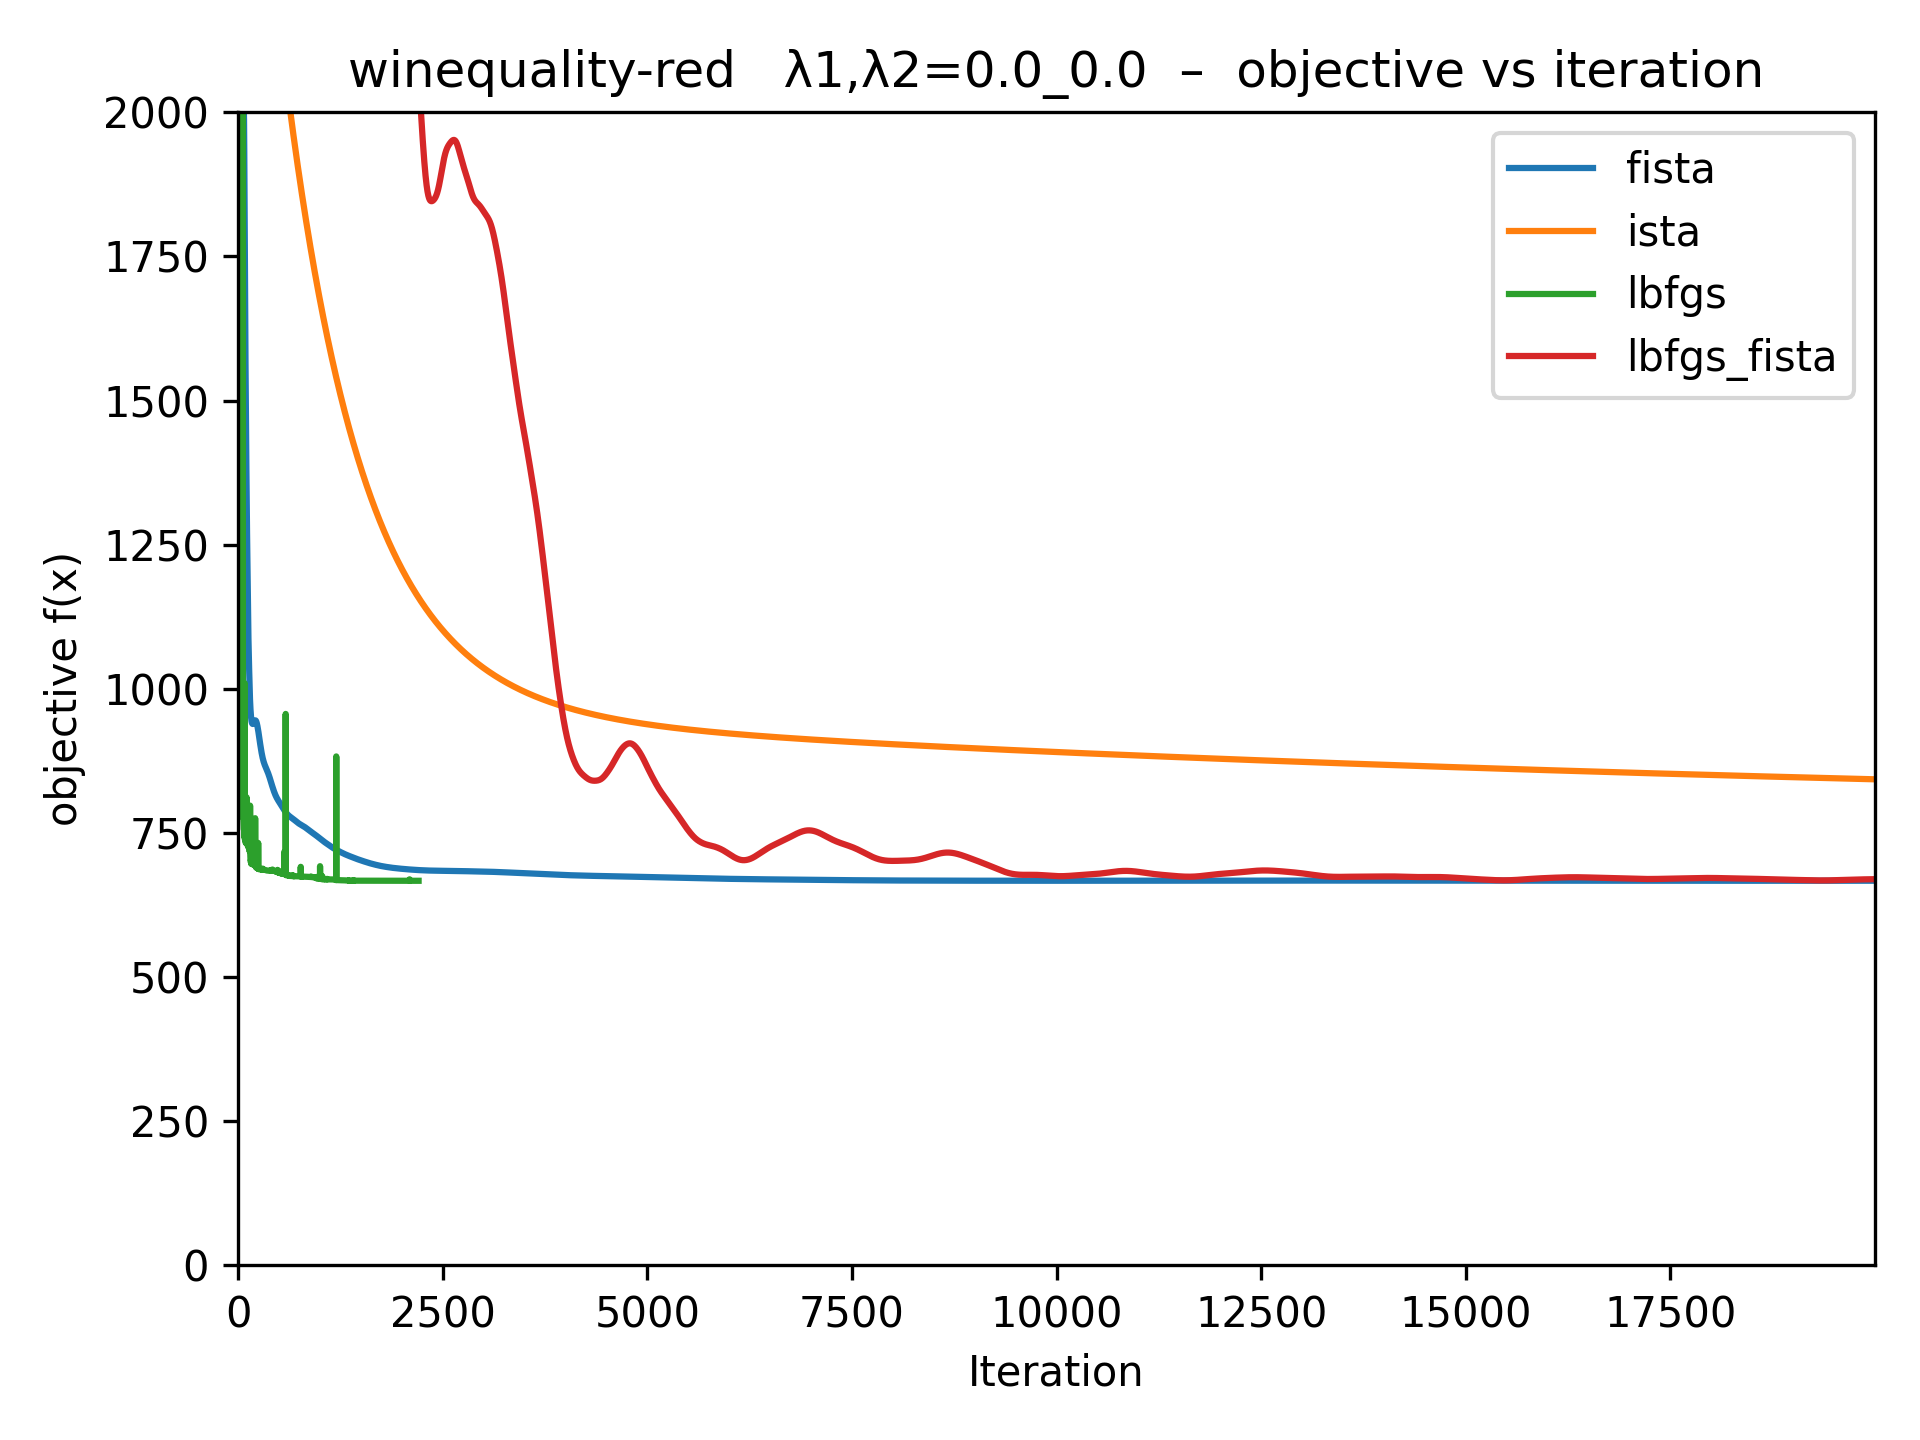 winequality-red   λ1,λ2=0.0_0.0  –  objective vs iteration
2000
1750
1500
1250
1000
750
500
250
0
objective f(x)
fista
ista
lbfgs
lbfgs_fista
0 2500 5000 7500 10000 12500 15000 17500
Iteration